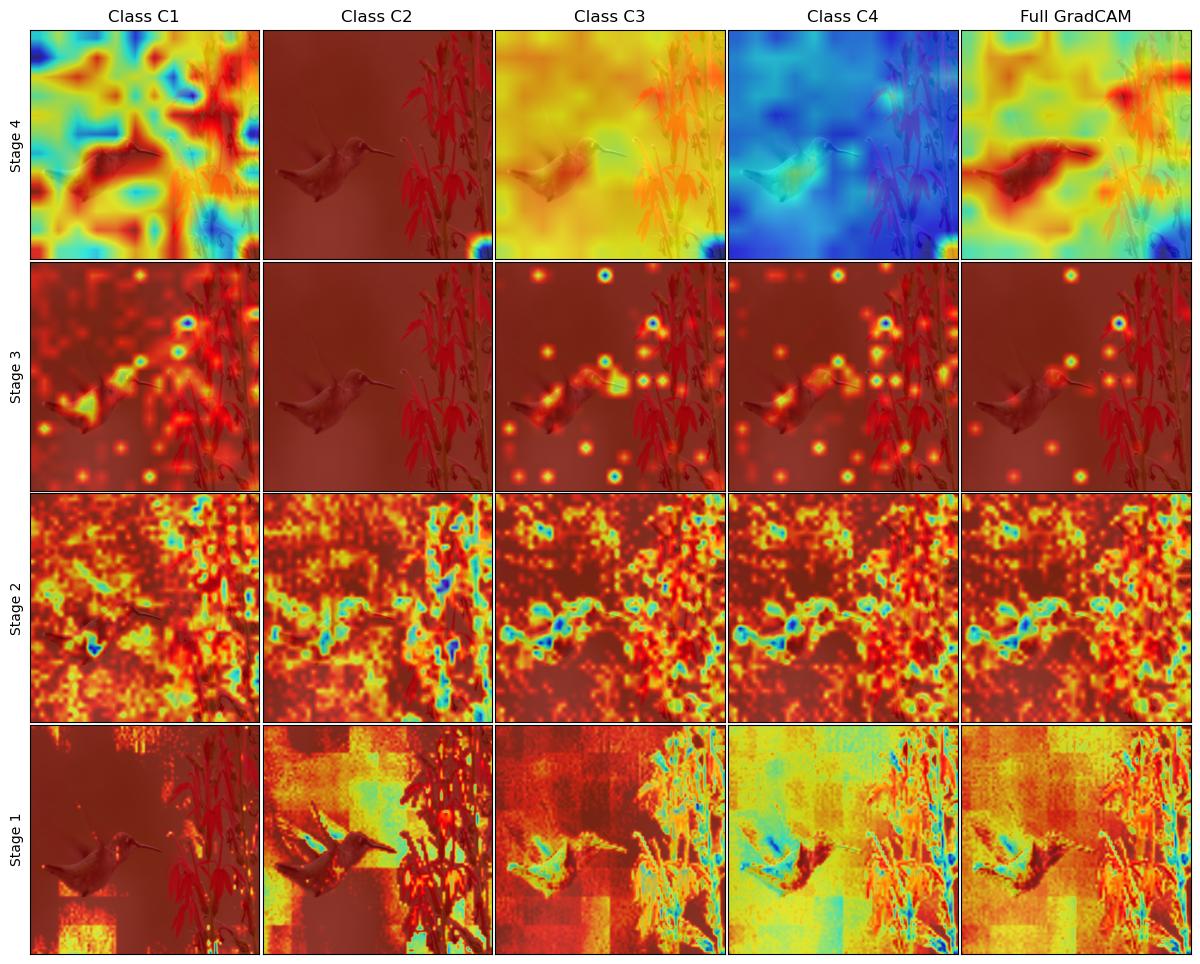 Class C1
Class C2
Class C3
Class C4
Full GradCAM
Stage 4
Stage 3
Stage 2
Stage 1